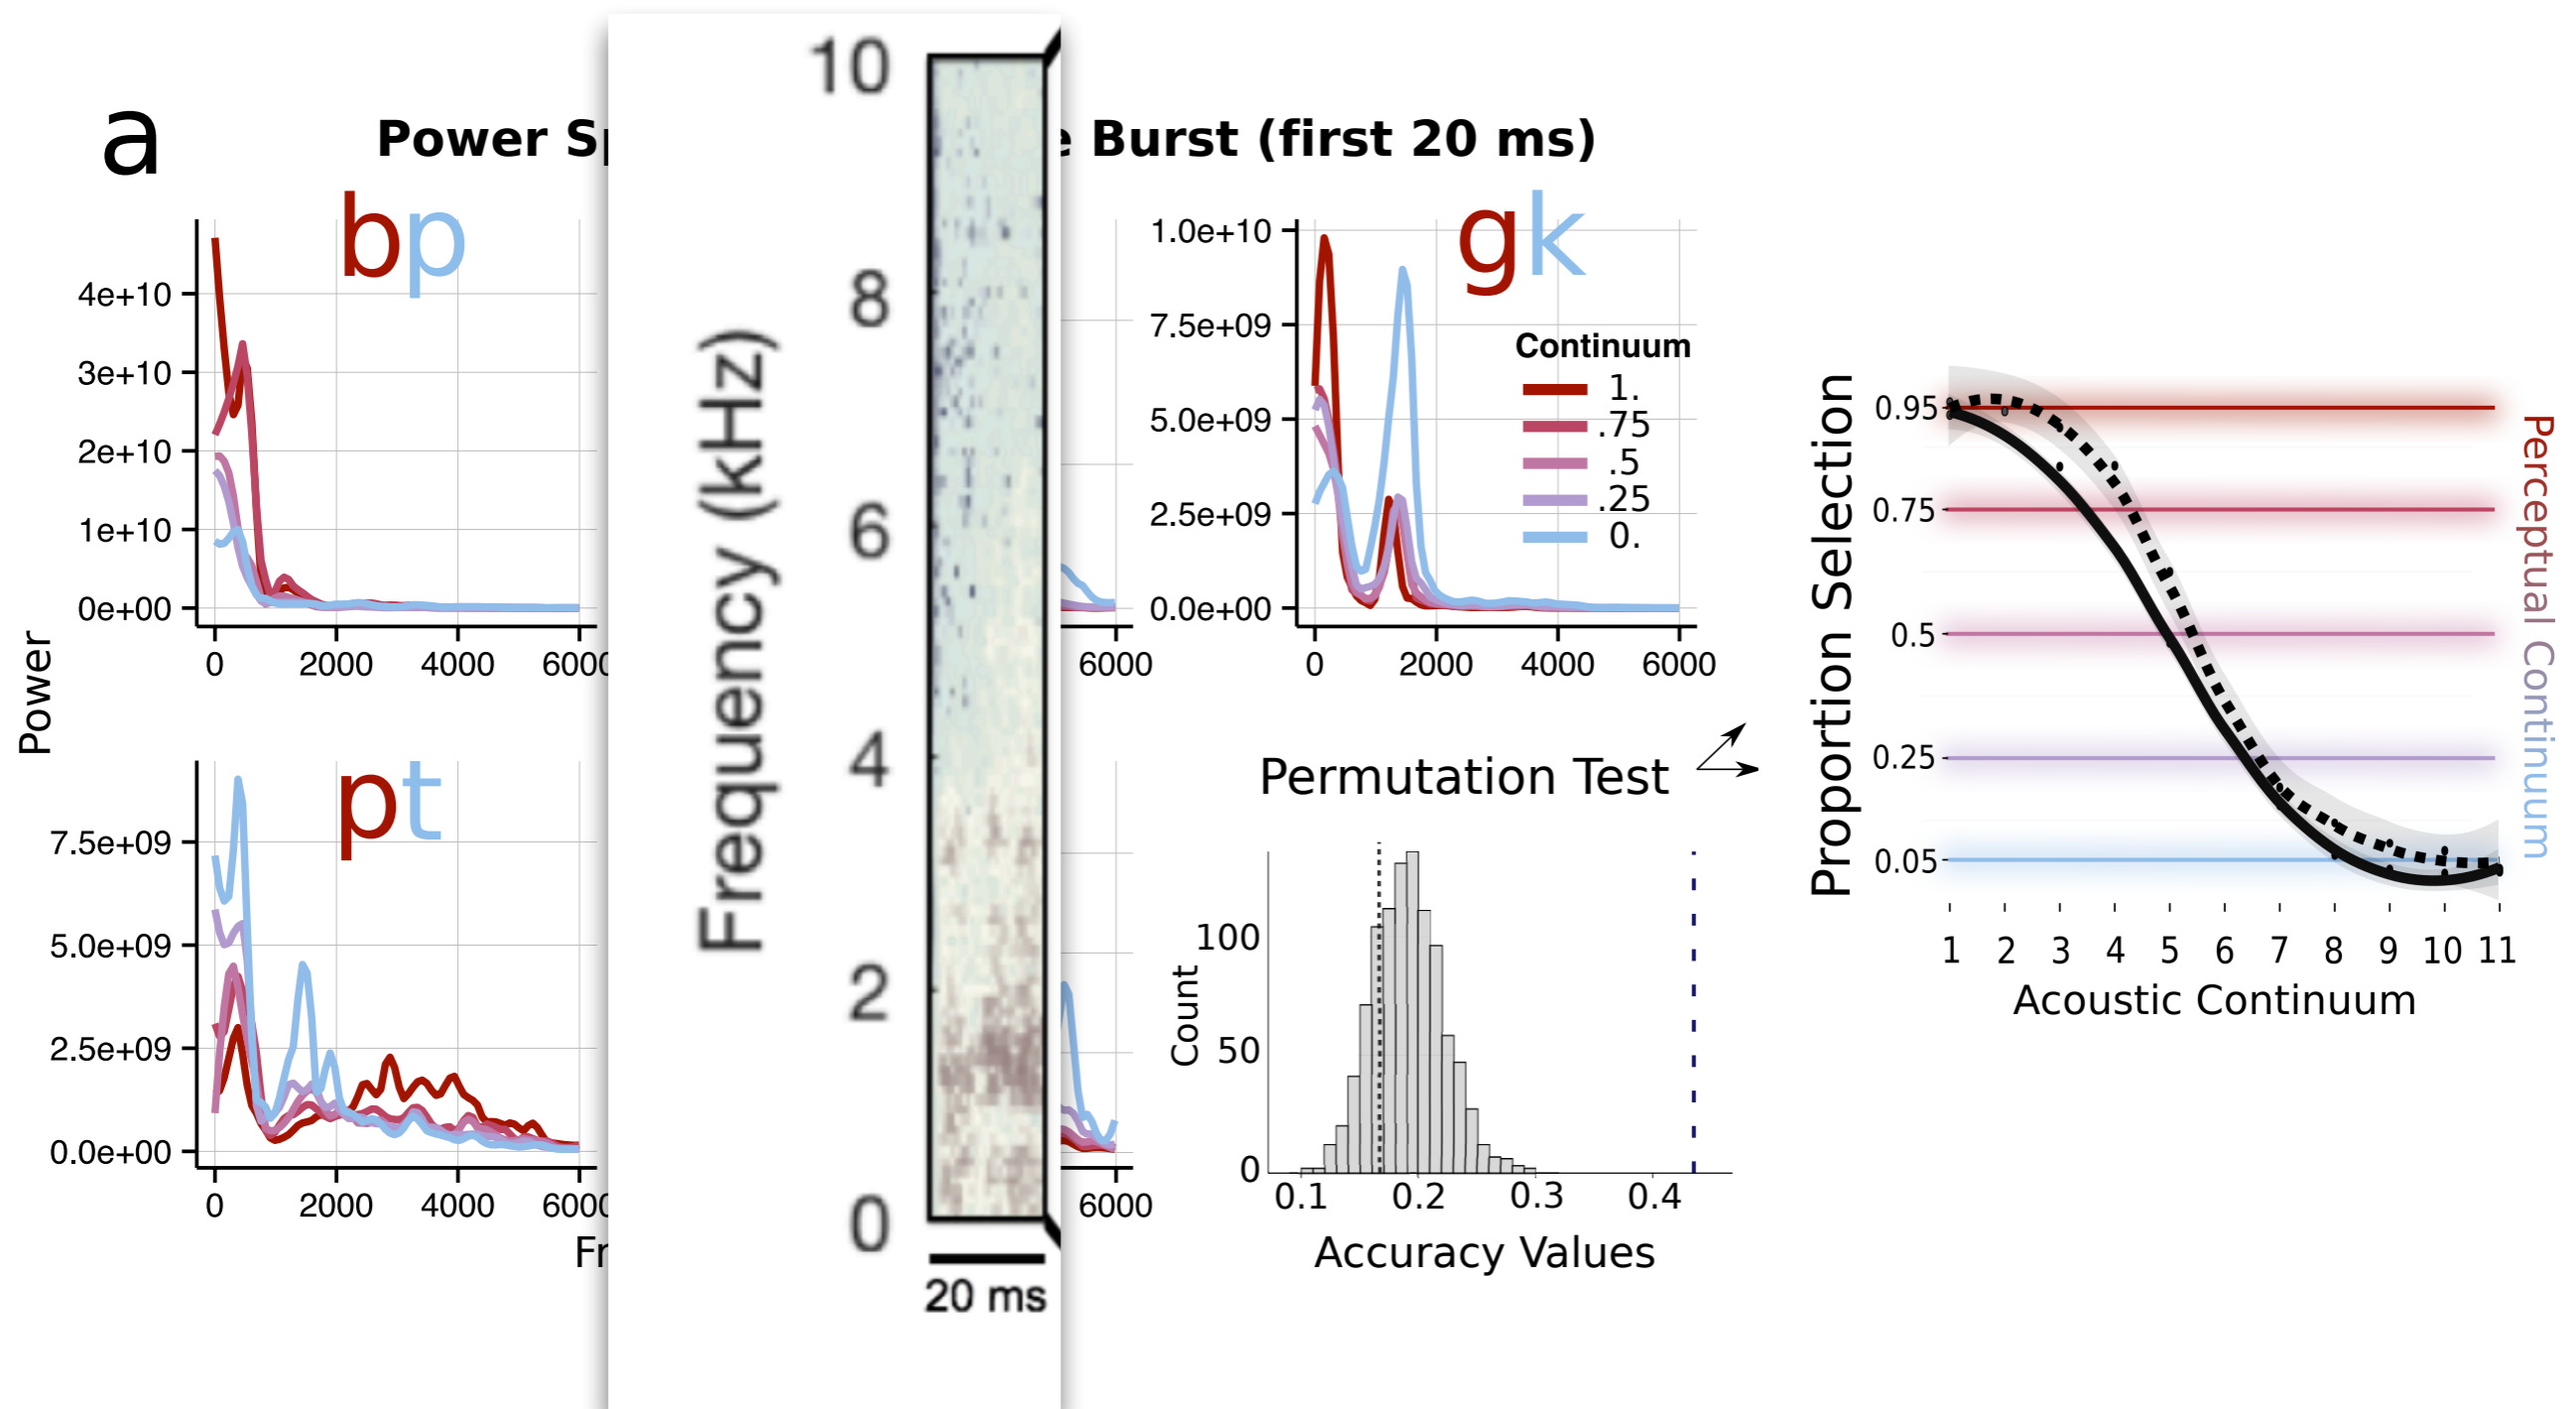 a
Power
e Burst (first 20 ms)
bp
4e+10
3e+10
2e+10
1e+10
0e+00
0
2000
4000
Power
pt
7.5e+09
5.0e+09
2.5e+09
0.0e+00
0
2000
4000
10
8
6
4
2
0
Frequency (kHz)
20 ms
6000
6000
gk
1.0e+10
7.5e+09
5.0e+09
2.5e+09
0.0e+00
0
2000
4000
6000
Continuum
1.
.75
.5
.25
0.
Permutation Test
Count
100
50
0
0.1
0.2
0.3
0.4
Accuracy Values
Proportion Selection
0.95
0.75
0.5
0.25
0.05
1 2 3 4 5 6 7 8 9 10 11
Acoustic Continuum
Perceptual Continuum